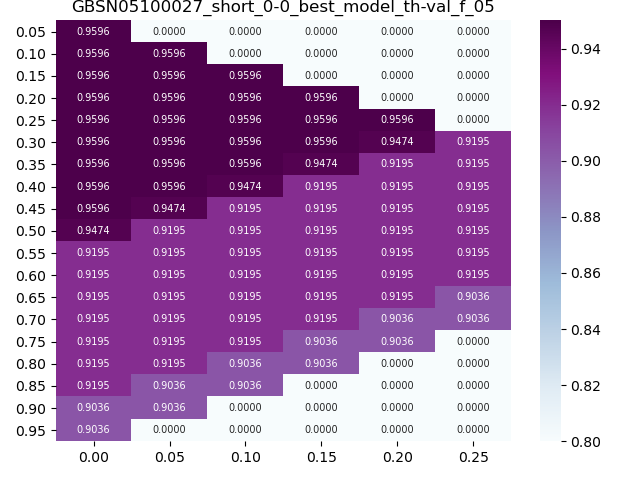 GBSN05100027_short_0-0_best_model_th-val_f_05
0.05 0.9596 0.0000 0.0000 0.0000 0.0000 0.0000
0.10 0.9596 0.9596 0.0000 0.0000 0.0000 0.0000
0.15 0.9596 0.9596 0.9596 0.0000 0.0000 0.0000
0.20 0.9596 0.9596 0.9596 0.9596 0.0000 0.0000
0.25 0.9596 0.9596 0.9596 0.9596 0.9596 0.0000
0.30 0.9596 0.9596 0.9596 0.9596 0.9474 0.9195
0.35 0.9596 0.9596 0.9596 0.9474 0.9195 0.9195
0.40 0.9596 0.9596 0.9474 0.9195 0.9195 0.9195
0.45 0.9596 0.9474 0.9195 0.9195 0.9195 0.9195
0.50 0.9474 0.9195 0.9195 0.9195 0.9195 0.9195
0.55 0.9195 0.9195 0.9195 0.9195 0.9195 0.9195
0.60 0.9195 0.9195 0.9195 0.9195 0.9195 0.9195
0.65 0.9195 0.9195 0.9195 0.9195 0.9195 0.9036
0.70 0.9195 0.9195 0.9195 0.9195 0.9036 0.9036
0.75 0.9195 0.9195 0.9195 0.9036 0.9036 0.0000
0.80 0.9195 0.9195 0.9036 0.9036 0.0000 0.0000
0.85 0.9195 0.9036 0.9036 0.0000 0.0000 0.0000
0.90 0.9036 0.9036 0.0000 0.0000 0.0000 0.0000
0.95 0.9036 0.0000 0.0000 0.0000 0.0000 0.0000
0.00 0.05 0.10 0.15 0.20 0.25
0.94
0.92
0.90
0.88
0.86
0.84
0.82
0.80